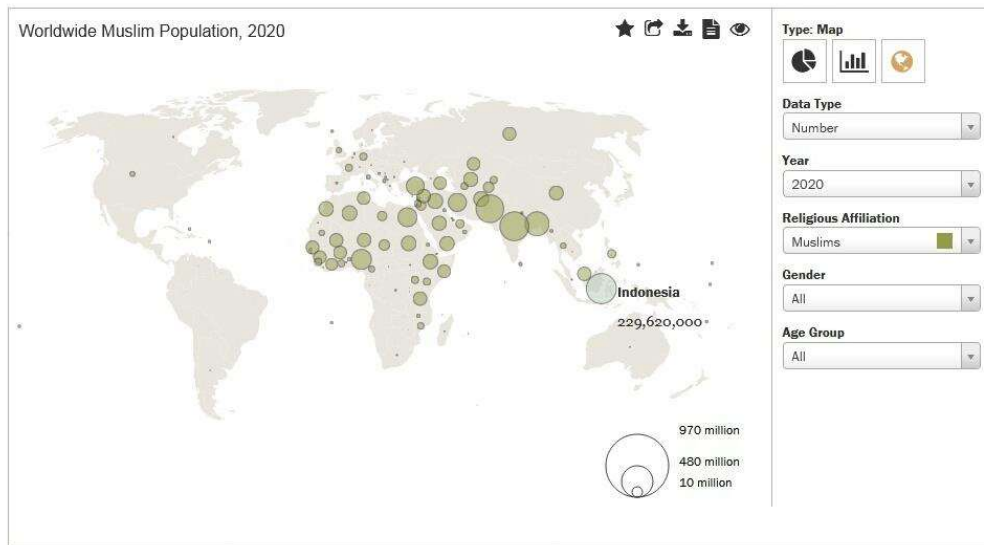 Worldwide Muslim Population, 2020
Indonesia
229,620,000
970 million
480 million
10 million
Type: Map
Data Type
Number
Year
2020
Religious Affiliation
Muslims
Gender
All
Age Group
All